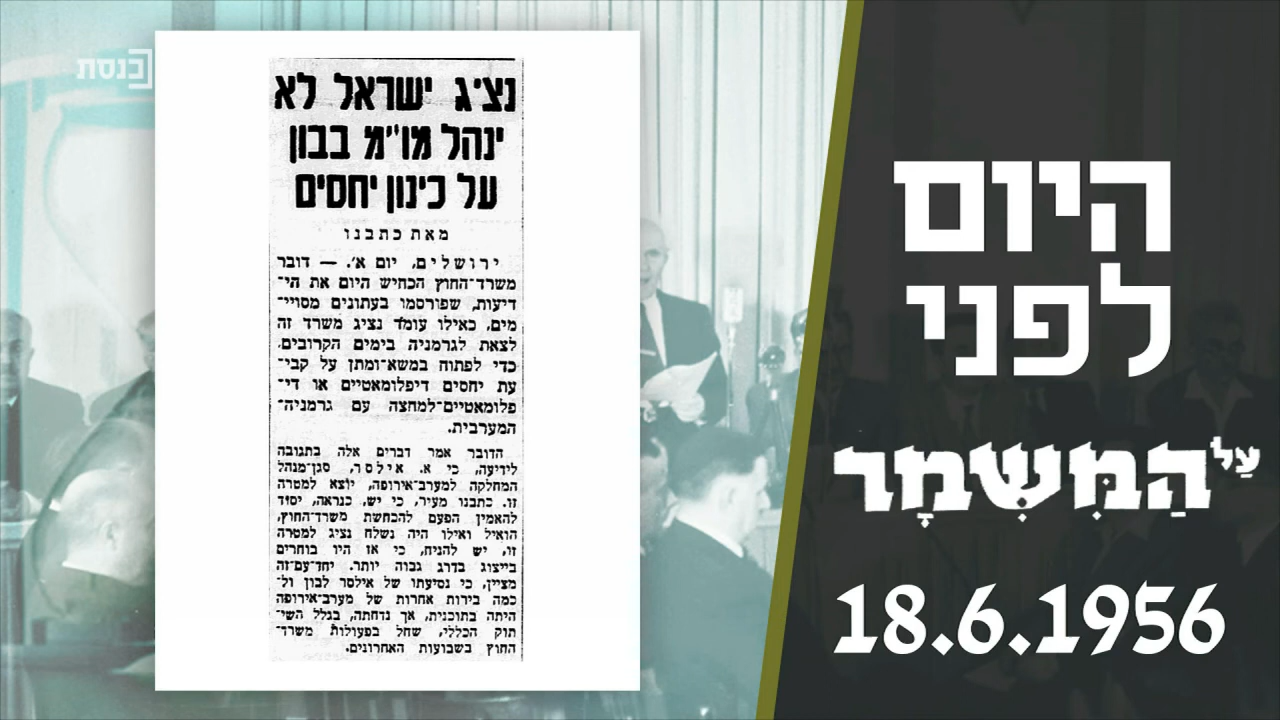 כנסת
נצ'ג ישראל לא
ינהל מו"מ בבון
על כינון יחסים
מאת כתבנו
ירושלים, יום א'. — דובר
משרד־החוץ הכחיש היום את הי־
דיעות, שפורסמו בעתונים מסויי־
מים, כאילו עומד נציג משרד זה
לצאת לגרמניה בימים הקרובים,
כדי לפתוח במשא־ומתן על קבי־
עת יחסים דיפלומאטיים או די־
פלומאטיים־למחצה עם גרמניה־
המערבית.
הדובר אמר דברים אלה בתגובה
לידיעה, כי א. אילסר, סגן־מנהל
המחלקה למערב־אירופה, יוצא למטרה
זו. כתבנו מעיר, כי יש, כנראה, יסוד
להאמין הפעם להכחשת משרד־החוץ,
הואיל ואילו היה נשלח נציג למטרה
זו, יש להניח, כי אז היו בוחרים
בייצוג בדרג גבוה יותר. יחד־עם־זה
מציין, כי נסיעתו של אילסר לבון ול־
כמה בירות אחרות של מערב־אירופה
היתה בתוכנית, אך נדחתה, בגלל השי־
תוק הכללי, שחל בפעולות משרד־
החוץ בשבועות האחרונים.
היום
לפני
עַל הַמִּשְׁמָר
18.6.1956